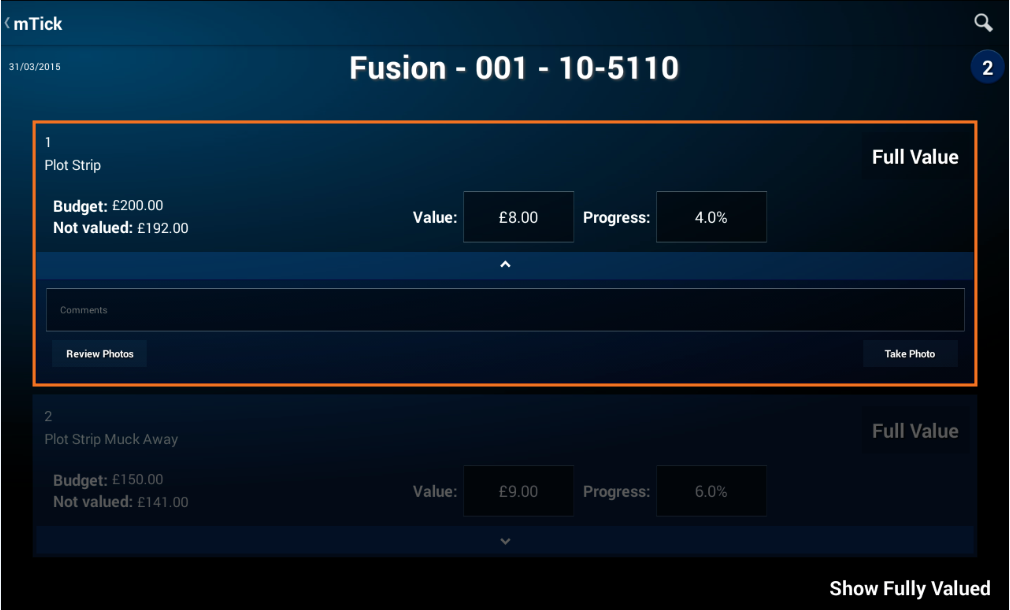 mTick
31/03/2015
Fusion - 001 - 10-5110
2
1
Plot Strip
Full Value
Budget: £200.00
Not valued: £192.00
Value: £8.00 Progress: 4.0%
Comments
Review Photos
Take Photo
2
Plot Strip Muck Away
Full Value
Budget: £150.00
Not valued: £141.00
Value: £9.00 Progress: 6.0%
Show Fully Valued